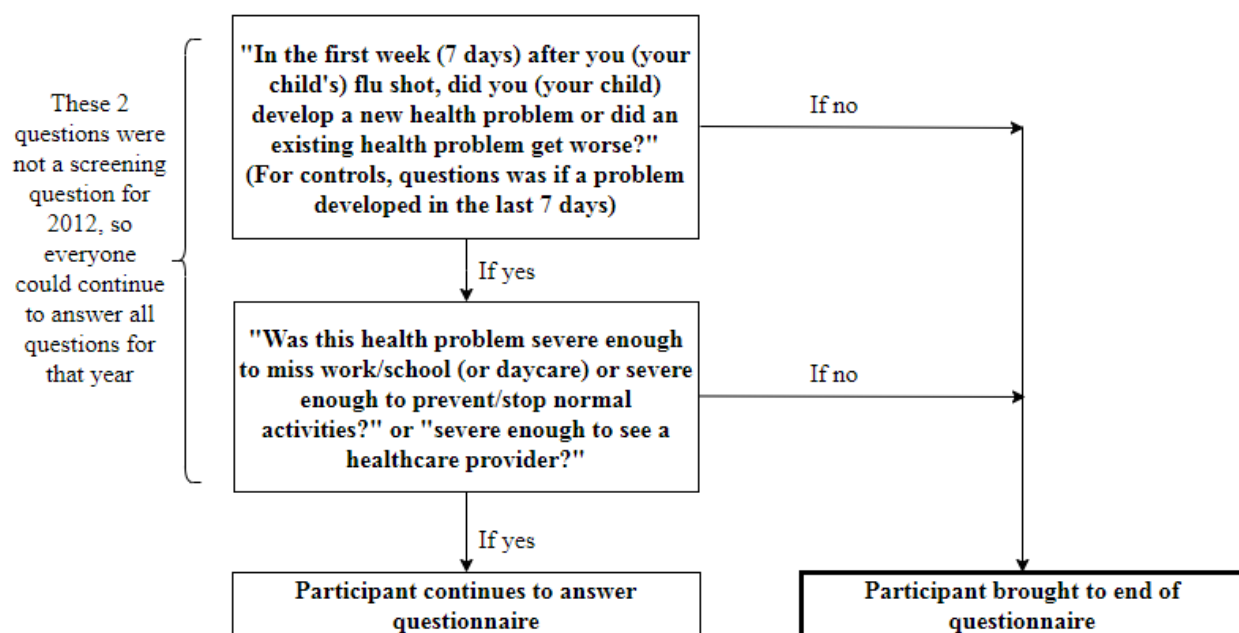 These 2
questions were
not a screening
question for
2012, so
everyone
could continue
to answer all
questions for
that year
"In the first week (7 days) after you (your
child's) flu shot, did you (your child)
develop a new health problem or did an
existing health problem get worse?"
(For controls, questions was if a problem
developed in the last 7 days)
If no
If yes
"Was this health problem severe enough
to miss work/school (or daycare) or severe
enough to prevent/stop normal
activities?" or "severe enough to see a
healthcare provider?"
If no
If yes
Participant continues to answer
questionnaire
Participant brought to end of
questionnaire